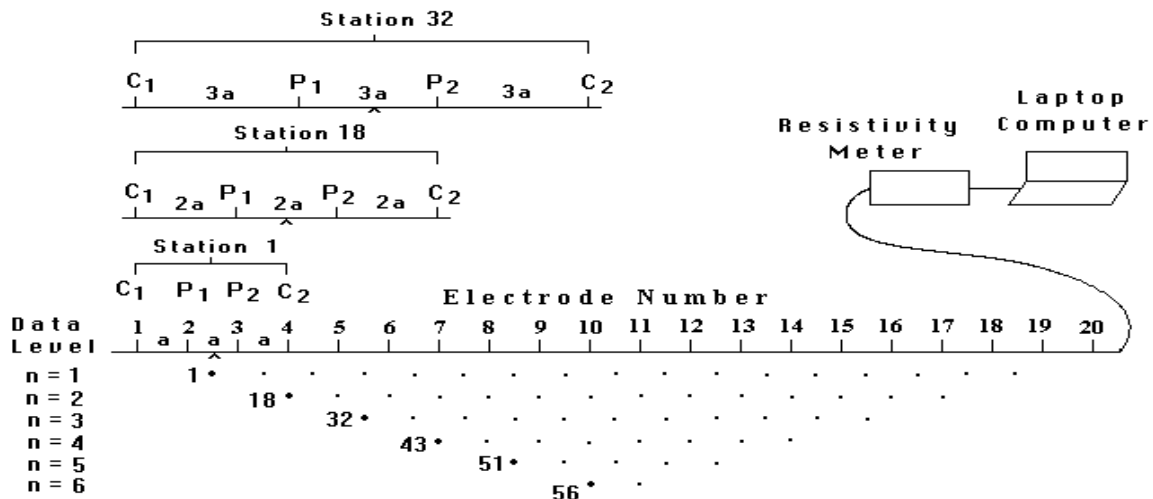 Station 32
C1 P1 P2 C2
3a 3a 3a
Station 18
C1 P1 P2 C2
2a 2a 2a
Station 1
C1 P1 P2 C2
Resistivity
Meter
Laptop
Computer
Electrode Number
Data
Level
1 2 3 4 5 6 7 8 9 10 11 12 13 14 15 16 17 18 19 20
a a a
n = 1 1
n = 2 18
n = 3 32
n = 4 43
n = 5 51
n = 6 56